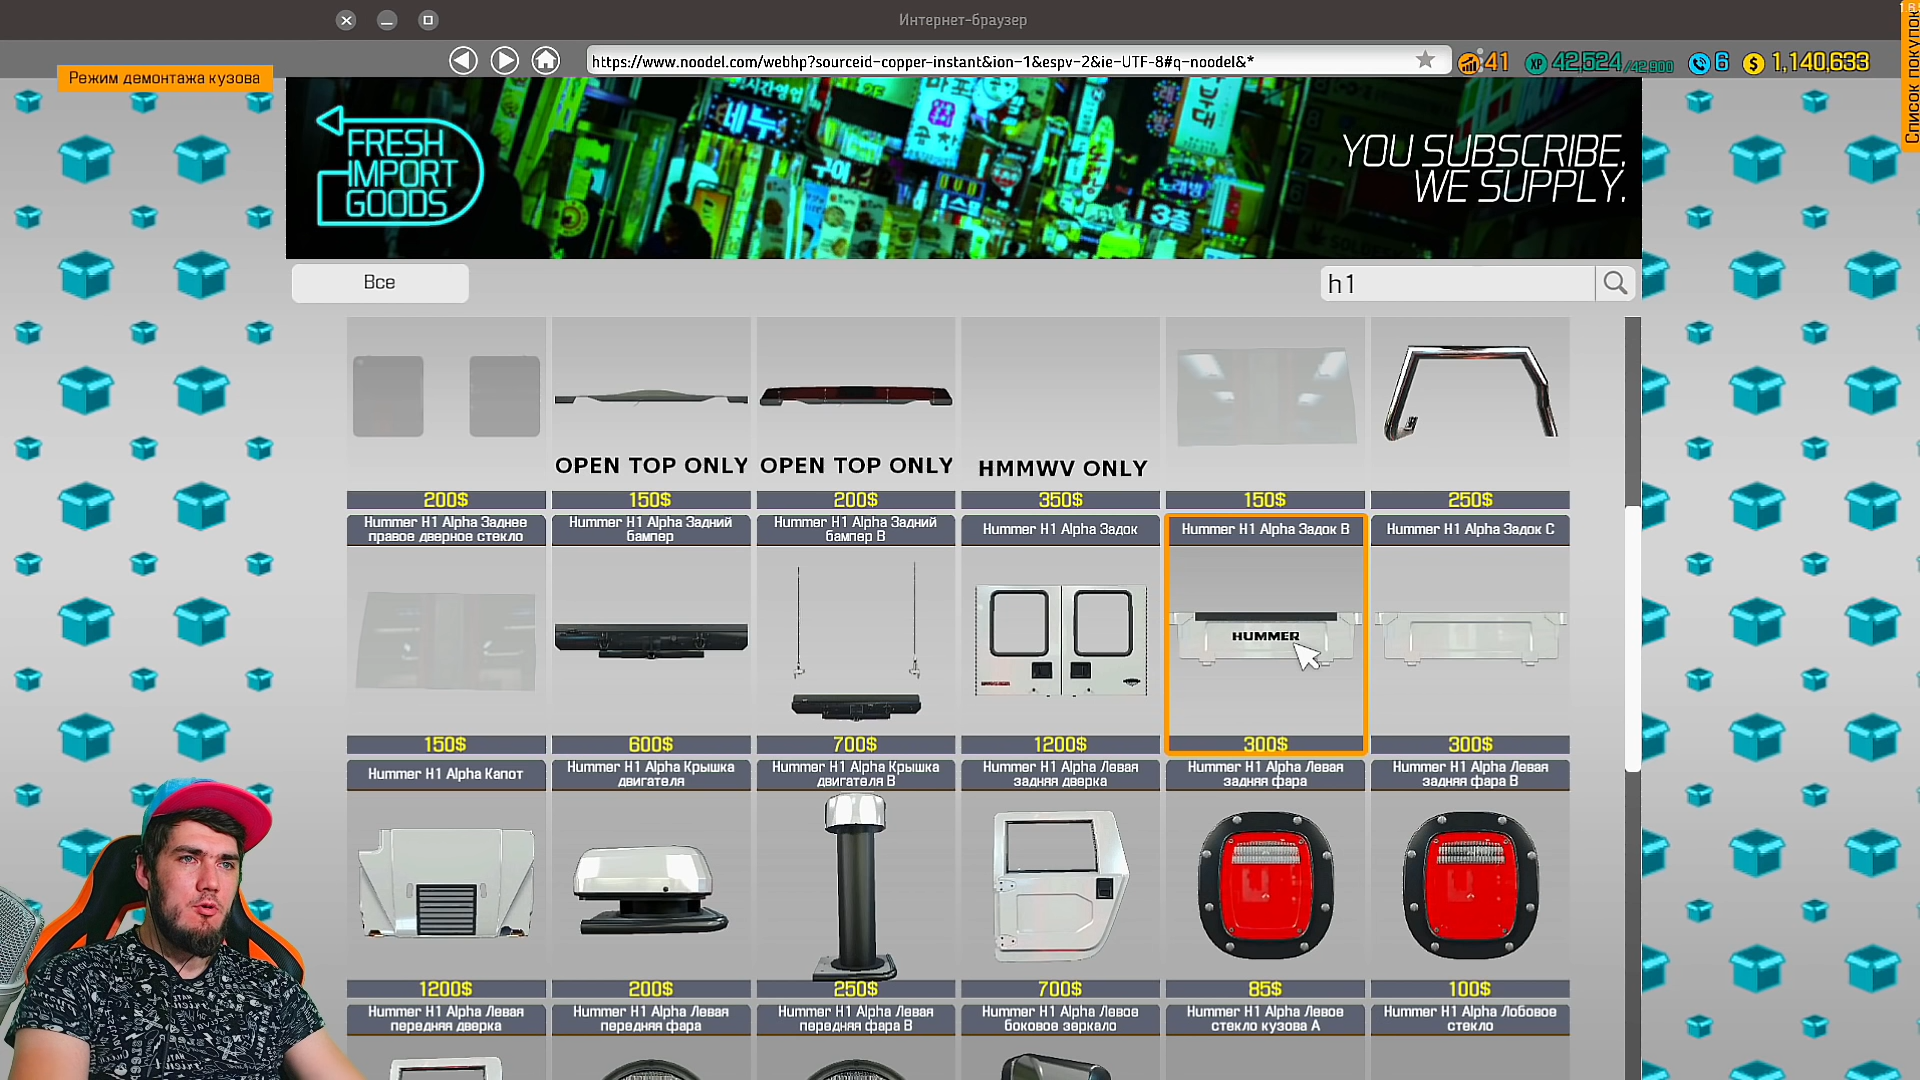 Интернет-браузер
Режим демонтажа кузова
https://www.noodel.com/webhp?sourceid-copper-instant&ion-1&espv-2&ie-UTF-8#q-noodel&*
41
XP 42,524/42,900
6
$ 1,140,633
Список покупок
FRESH
IMPORT
GOODS
YOU SUBSCRIBE,
WE SUPPLY.
Все
h1
OPEN TOP ONLY
OPEN TOP ONLY
HMMWV ONLY
200$
150$
200$
350$
150$
250$
Hummer H1 Alpha Заднее
правое дверное стекло
Hummer H1 Alpha Задний
бампер
Hummer H1 Alpha Задний
бампер B
Hummer H1 Alpha Задок
Hummer H1 Alpha Задок B
Hummer H1 Alpha Задок C
HUMMER
150$
600$
700$
1200$
300$
300$
Hummer H1 Alpha Капот
Hummer H1 Alpha Крышка
двигателя
Hummer H1 Alpha Крышка
двигателя B
Hummer H1 Alpha Левая
задняя дверка
Hummer H1 Alpha Левая
задняя фара
Hummer H1 Alpha Левая
задняя фара B
1200$
200$
250$
700$
85$
100$
Hummer H1 Alpha Левая
передняя дверка
Hummer H1 Alpha Левая
передняя фара
Hummer H1 Alpha Левая
передняя фара B
Hummer H1 Alpha Левое
боковое зеркало
Hummer H1 Alpha Левое
стекло кузова A
Hummer H1 Alpha Лобовое
стекло